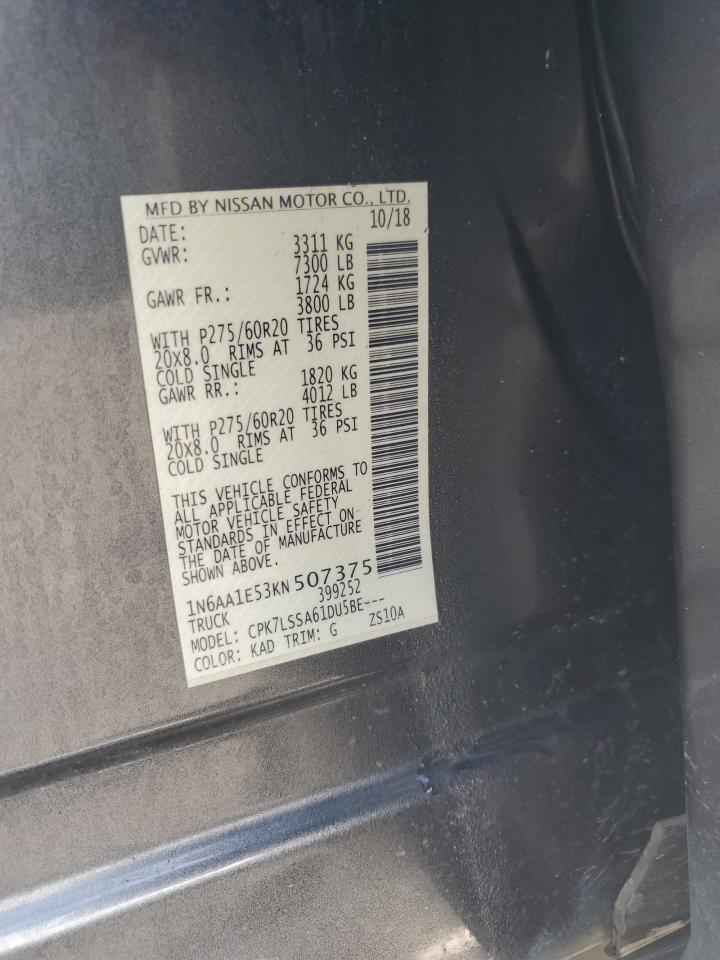 MFD BY NISSAN MOTOR CO., LTD.
DATE: 10/18
GVWR: 3311 KG
7300 LB
GAWR FR.: 1724 KG
3800 LB
WITH P275/60R20 TIRES
20X8.0 RIMS AT 36 PSI
COLD SINGLE
GAWR RR.: 1820 KG
4012 LB
WITH P275/60R20 TIRES
20X8.0 RIMS AT 36 PSI
COLD SINGLE
THIS VEHICLE CONFORMS TO
ALL APPLICABLE FEDERAL
MOTOR VEHICLE SAFETY
STANDARDS IN EFFECT ON
THE DATE OF MANUFACTURE
SHOWN ABOVE.
1N6AA1E53KN507375
TRUCK 399252
MODEL: CPK7LSSA61DU5BE---
COLOR: KAD TRIM: G ZS10A